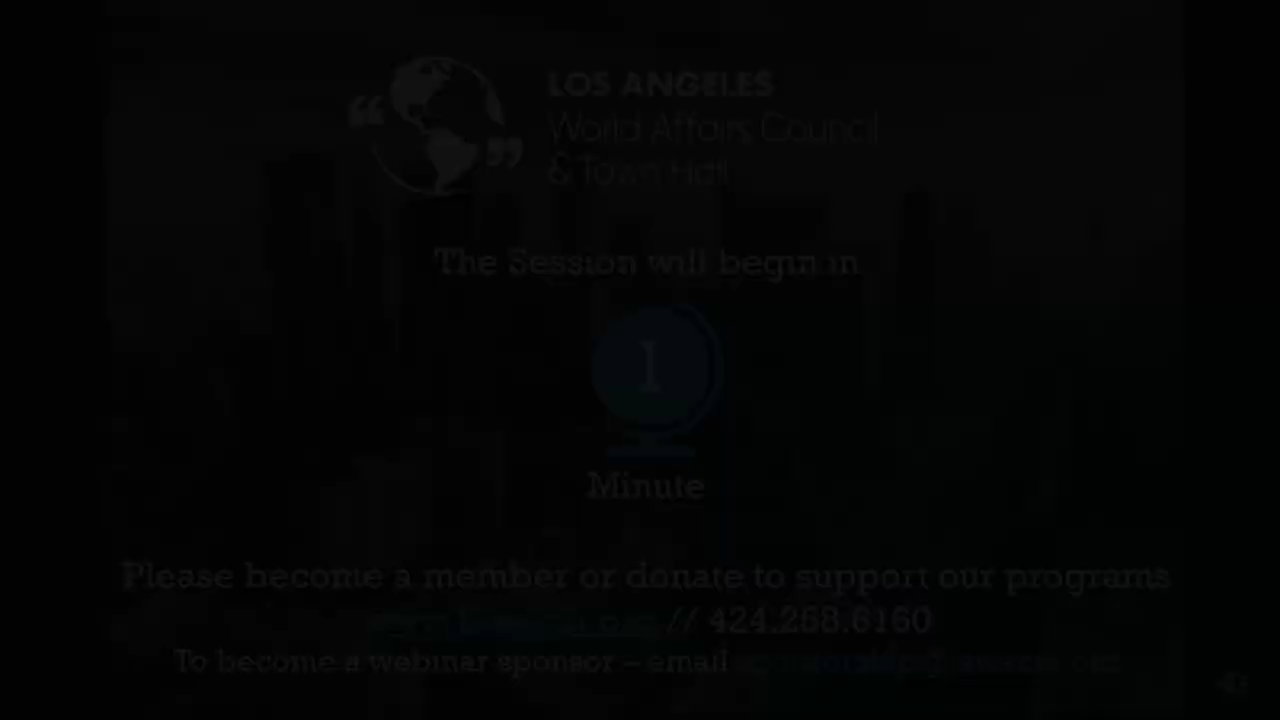 LOS ANGELES
World Affairs Council
& Town Hall
The Session will begin in
1
Minute
Please become a member or donate to support our programs
// 424.258.6160
To become a webinar sponsor – email